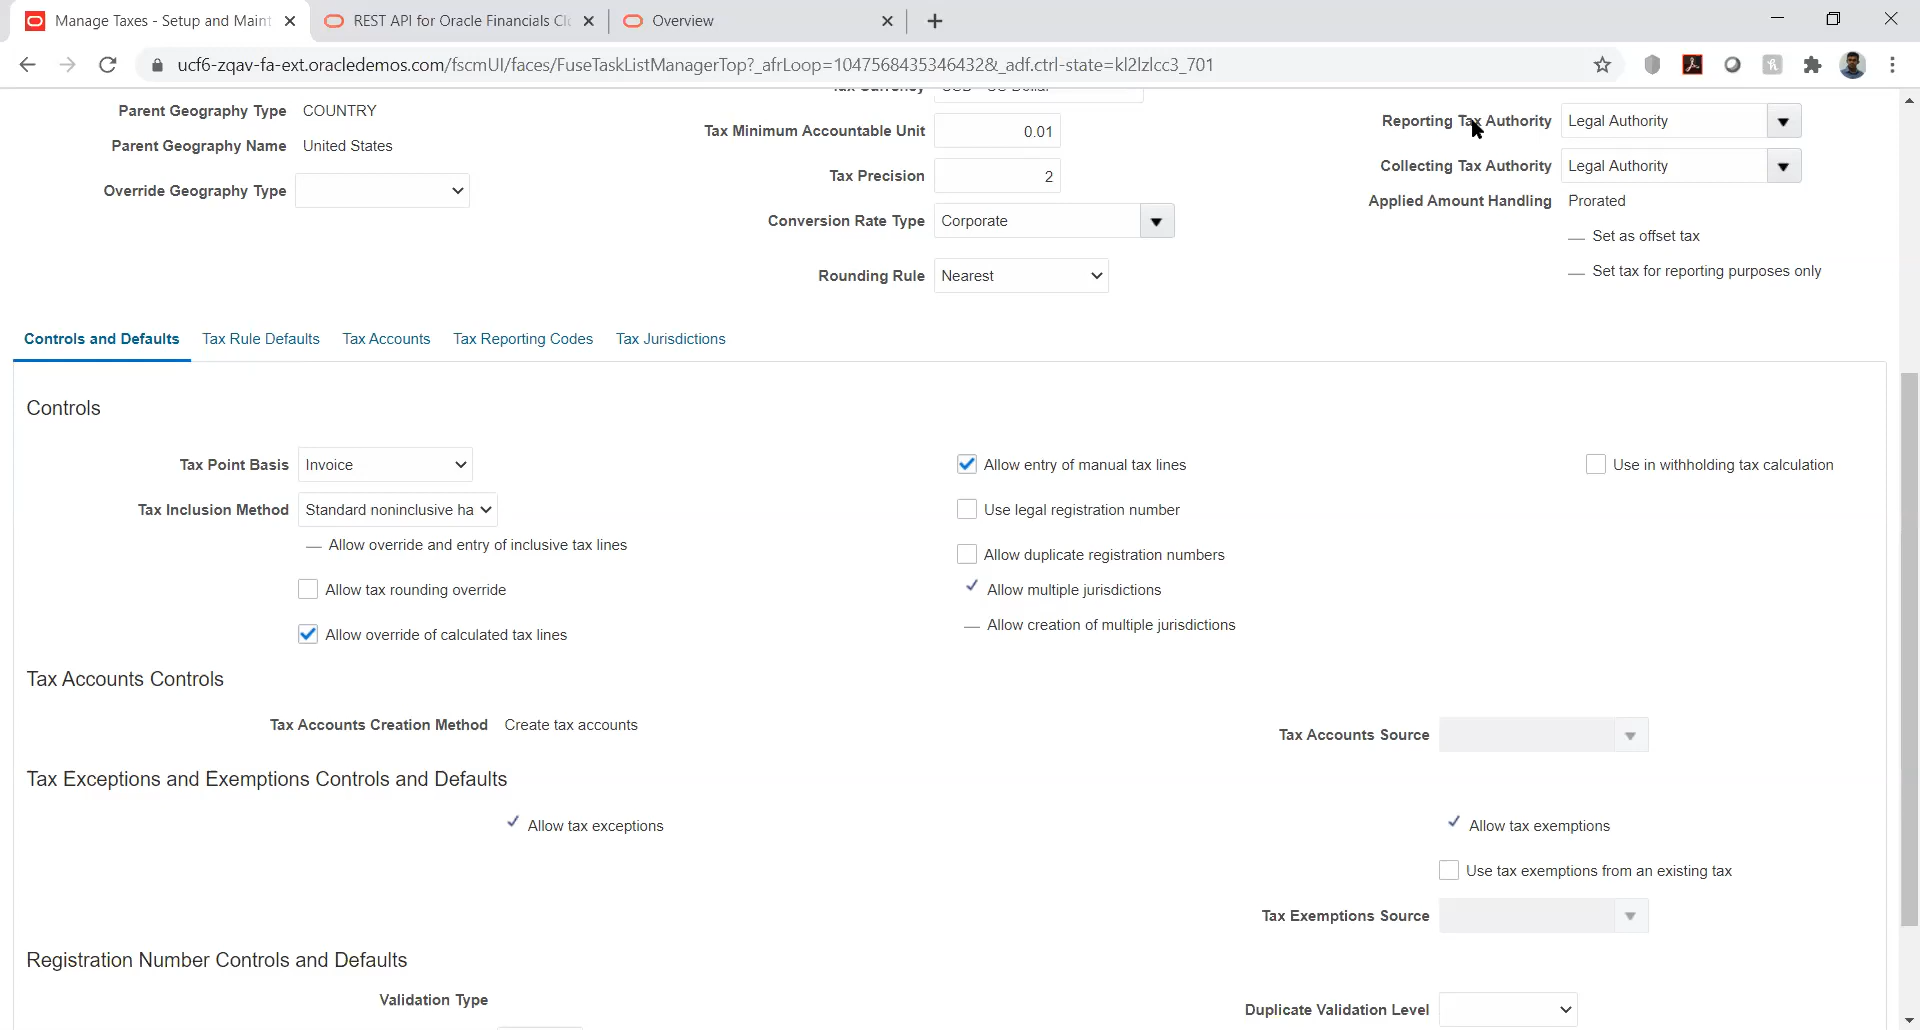 Manage Taxes - Setup and Maint
REST API for Oracle Financials Cl
Overview
ucf6-zqav-fa-ext.oracledemos.com/fscmUI/faces/FuseTaskListManagerTop?_afrLoop=10475684353464432&_adf.ctrl-state=kl2lzlcc3_701
Parent Geography Type COUNTRY
Parent Geography Name United States
Override Geography Type
Tax Currency USD - US Dollar
Tax Minimum Accountable Unit 0.01
Tax Precision 2
Conversion Rate Type Corporate
Rounding Rule Nearest
Reporting Tax Authority Legal Authority
Collecting Tax Authority Legal Authority
Applied Amount Handling Prorated
Set as offset tax
Set tax for reporting purposes only
Controls and Defaults Tax Rule Defaults Tax Accounts Tax Reporting Codes Tax Jurisdictions
Controls
Tax Point Basis Invoice
Tax Inclusion Method Standard noninclusive ha
Allow override and entry of inclusive tax lines
Allow tax rounding override
Allow override of calculated tax lines
Allow entry of manual tax lines
Use legal registration number
Allow duplicate registration numbers
Allow multiple jurisdictions
Allow creation of multiple jurisdictions
Use in withholding tax calculation
Tax Accounts Controls
Tax Accounts Creation Method Create tax accounts
Tax Accounts Source
Tax Exceptions and Exemptions Controls and Defaults
Allow tax exceptions
Allow tax exemptions
Use tax exemptions from an existing tax
Tax Exemptions Source
Registration Number Controls and Defaults
Validation Type
Duplicate Validation Level